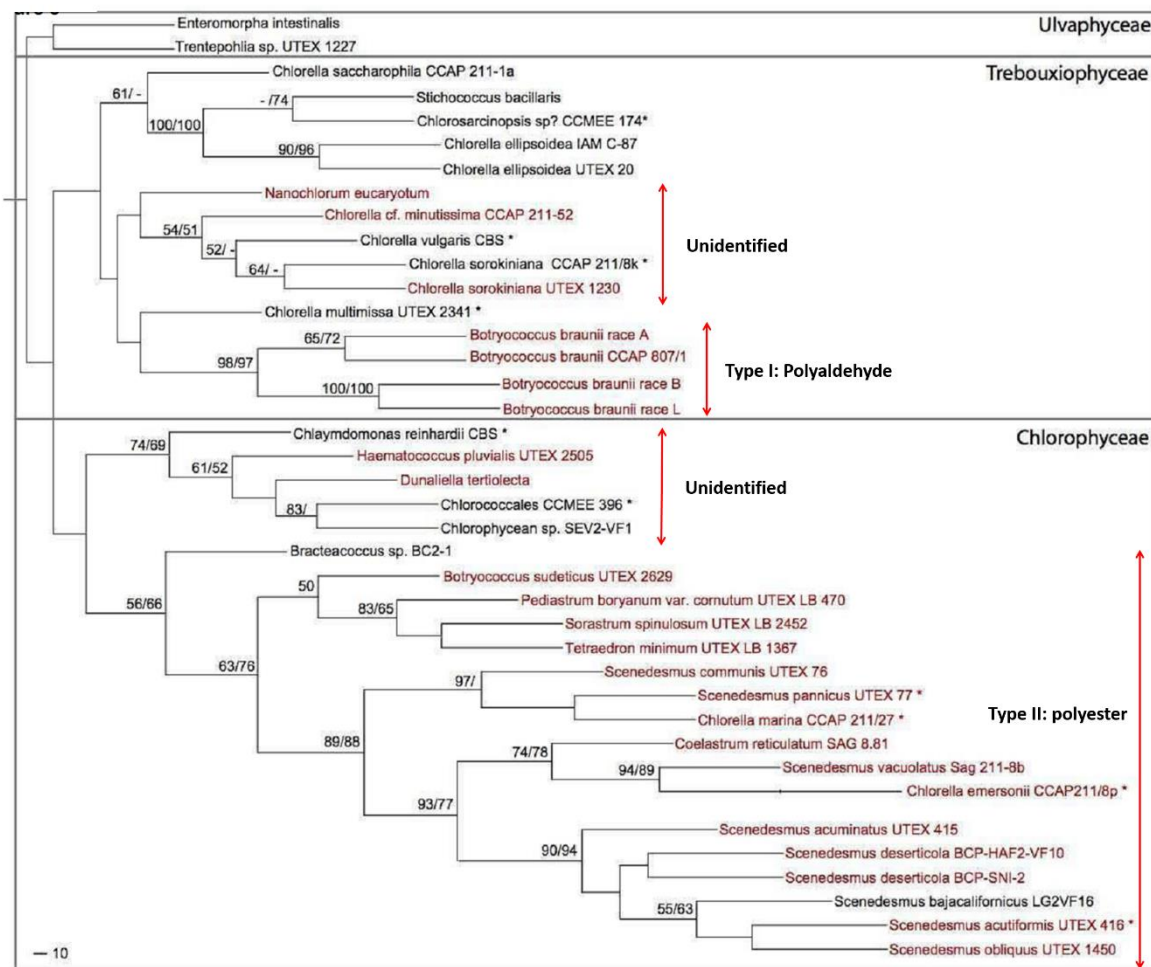 Enteromorpha intestinalis
Ulvaphyceae
Trentepohlia sp. UTEX 1227
Chlorella saccharophila CCAP 211-1a
Trebouxiophyceae
61/ -
- /74
Stichococcus bacillaris
100/100
Chlorosarcinopsis sp? CCMEE 174*
90/96
Chlorella ellipsoidea IAM C-87
Chlorella ellipsoidea UTEX 20
Nanochlorum eucaryotum
54/51
Chlorella cf. minutissima CCAP 211-52
52/ -
Chlorella vulgaris CBS *
Unidentified
64/ -
Chlorella sorokiniana CCAP 211/8k *
Chlorella sorokiniana UTEX 1230
Chlorella multimissa UTEX 2341 *
65/72
Botryococcus braunii race A
98/97
Botryococcus braunii CCAP 807/1
Type I: Polyaldehyde
100/100
Botryococcus braunii race B
Botryococcus braunii race L
74/69
Chlaymdomonas reinhardii CBS *
Chlorophyceae
61/52
Haematococcus pluvialis UTEX 2505
Dunaliella tertiolecta
Unidentified
83/
Chlorococcales CCMEE 396 *
Chlorophycean sp. SEV2-VF1
56/66
Bracteacoccus sp. BC2-1
50
Botryococcus sudeticus UTEX 2629
83/65
Pediastrum boryanum var. cornutum UTEX LB 470
Sorastrum spinulosum UTEX LB 2452
Tetraedron minimum UTEX LB 1367
63/76
Scenedesmus communis UTEX 76
97/
Scenedesmus pannicus UTEX 77 *
Type II: polyester
Chlorella marina CCAP 211/27 *
89/88
74/78
Coelastrum reticulatum SAG 8.81
94/89
Scenedesmus vacuolatus Sag 211-8b
Chlorella emersonii CCAP211/8p *
93/77
Scenedesmus acuminatus UTEX 415
90/94
Scenedesmus deserticola BCP-HAF2-VF10
Scenedesmus deserticola BCP-SNI-2
55/63
Scenedesmus bajacalifornicus LG2VF16
Scenedesmus acutiformis UTEX 416 *
Scenedesmus obliquus UTEX 1450
— 10